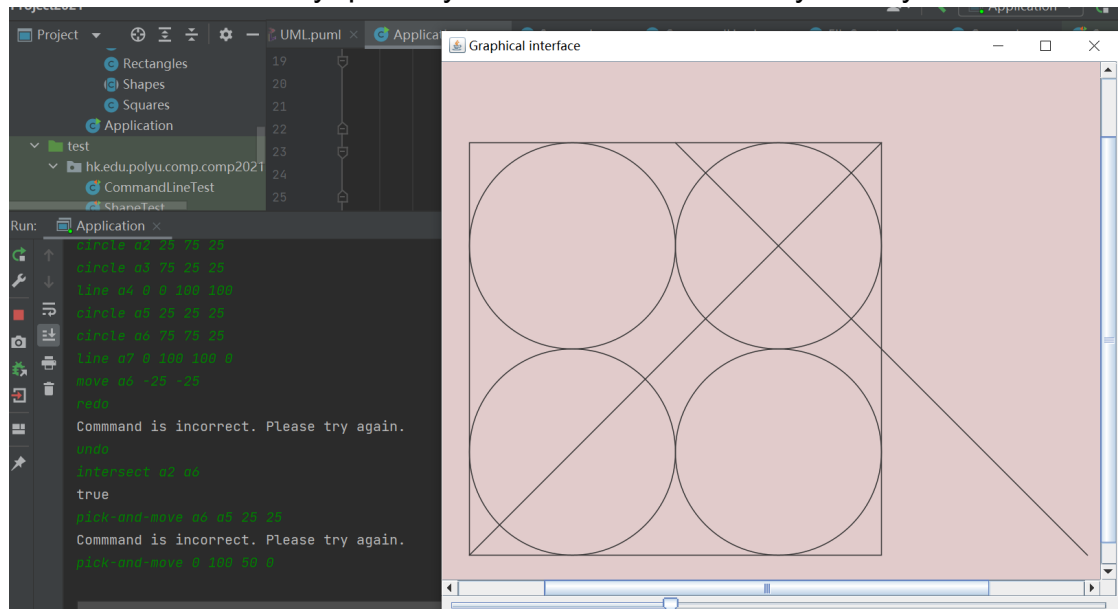 Project
UML.puml
Graphical interface
Rectangles
19
Shapes
20
Squares
21
Application
22
test
23
hk.edu.polyu.comp.comp2021
24
CommandLineTest
25
ShapeTest
Run: Application
circle a2 25 75 25
circle a3 75 25 25
line a4 0 0 100 100
circle a5 25 25 25
circle a6 75 75 25
line a7 0 100 100 0
move a6 -25 -25
redo
Commmand is incorrect. Please try again.
undo
intersect a2 a6
true
pick-and-move a6 a5 25 25
Commmand is incorrect. Please try again.
pick-and-move 0 100 50 0